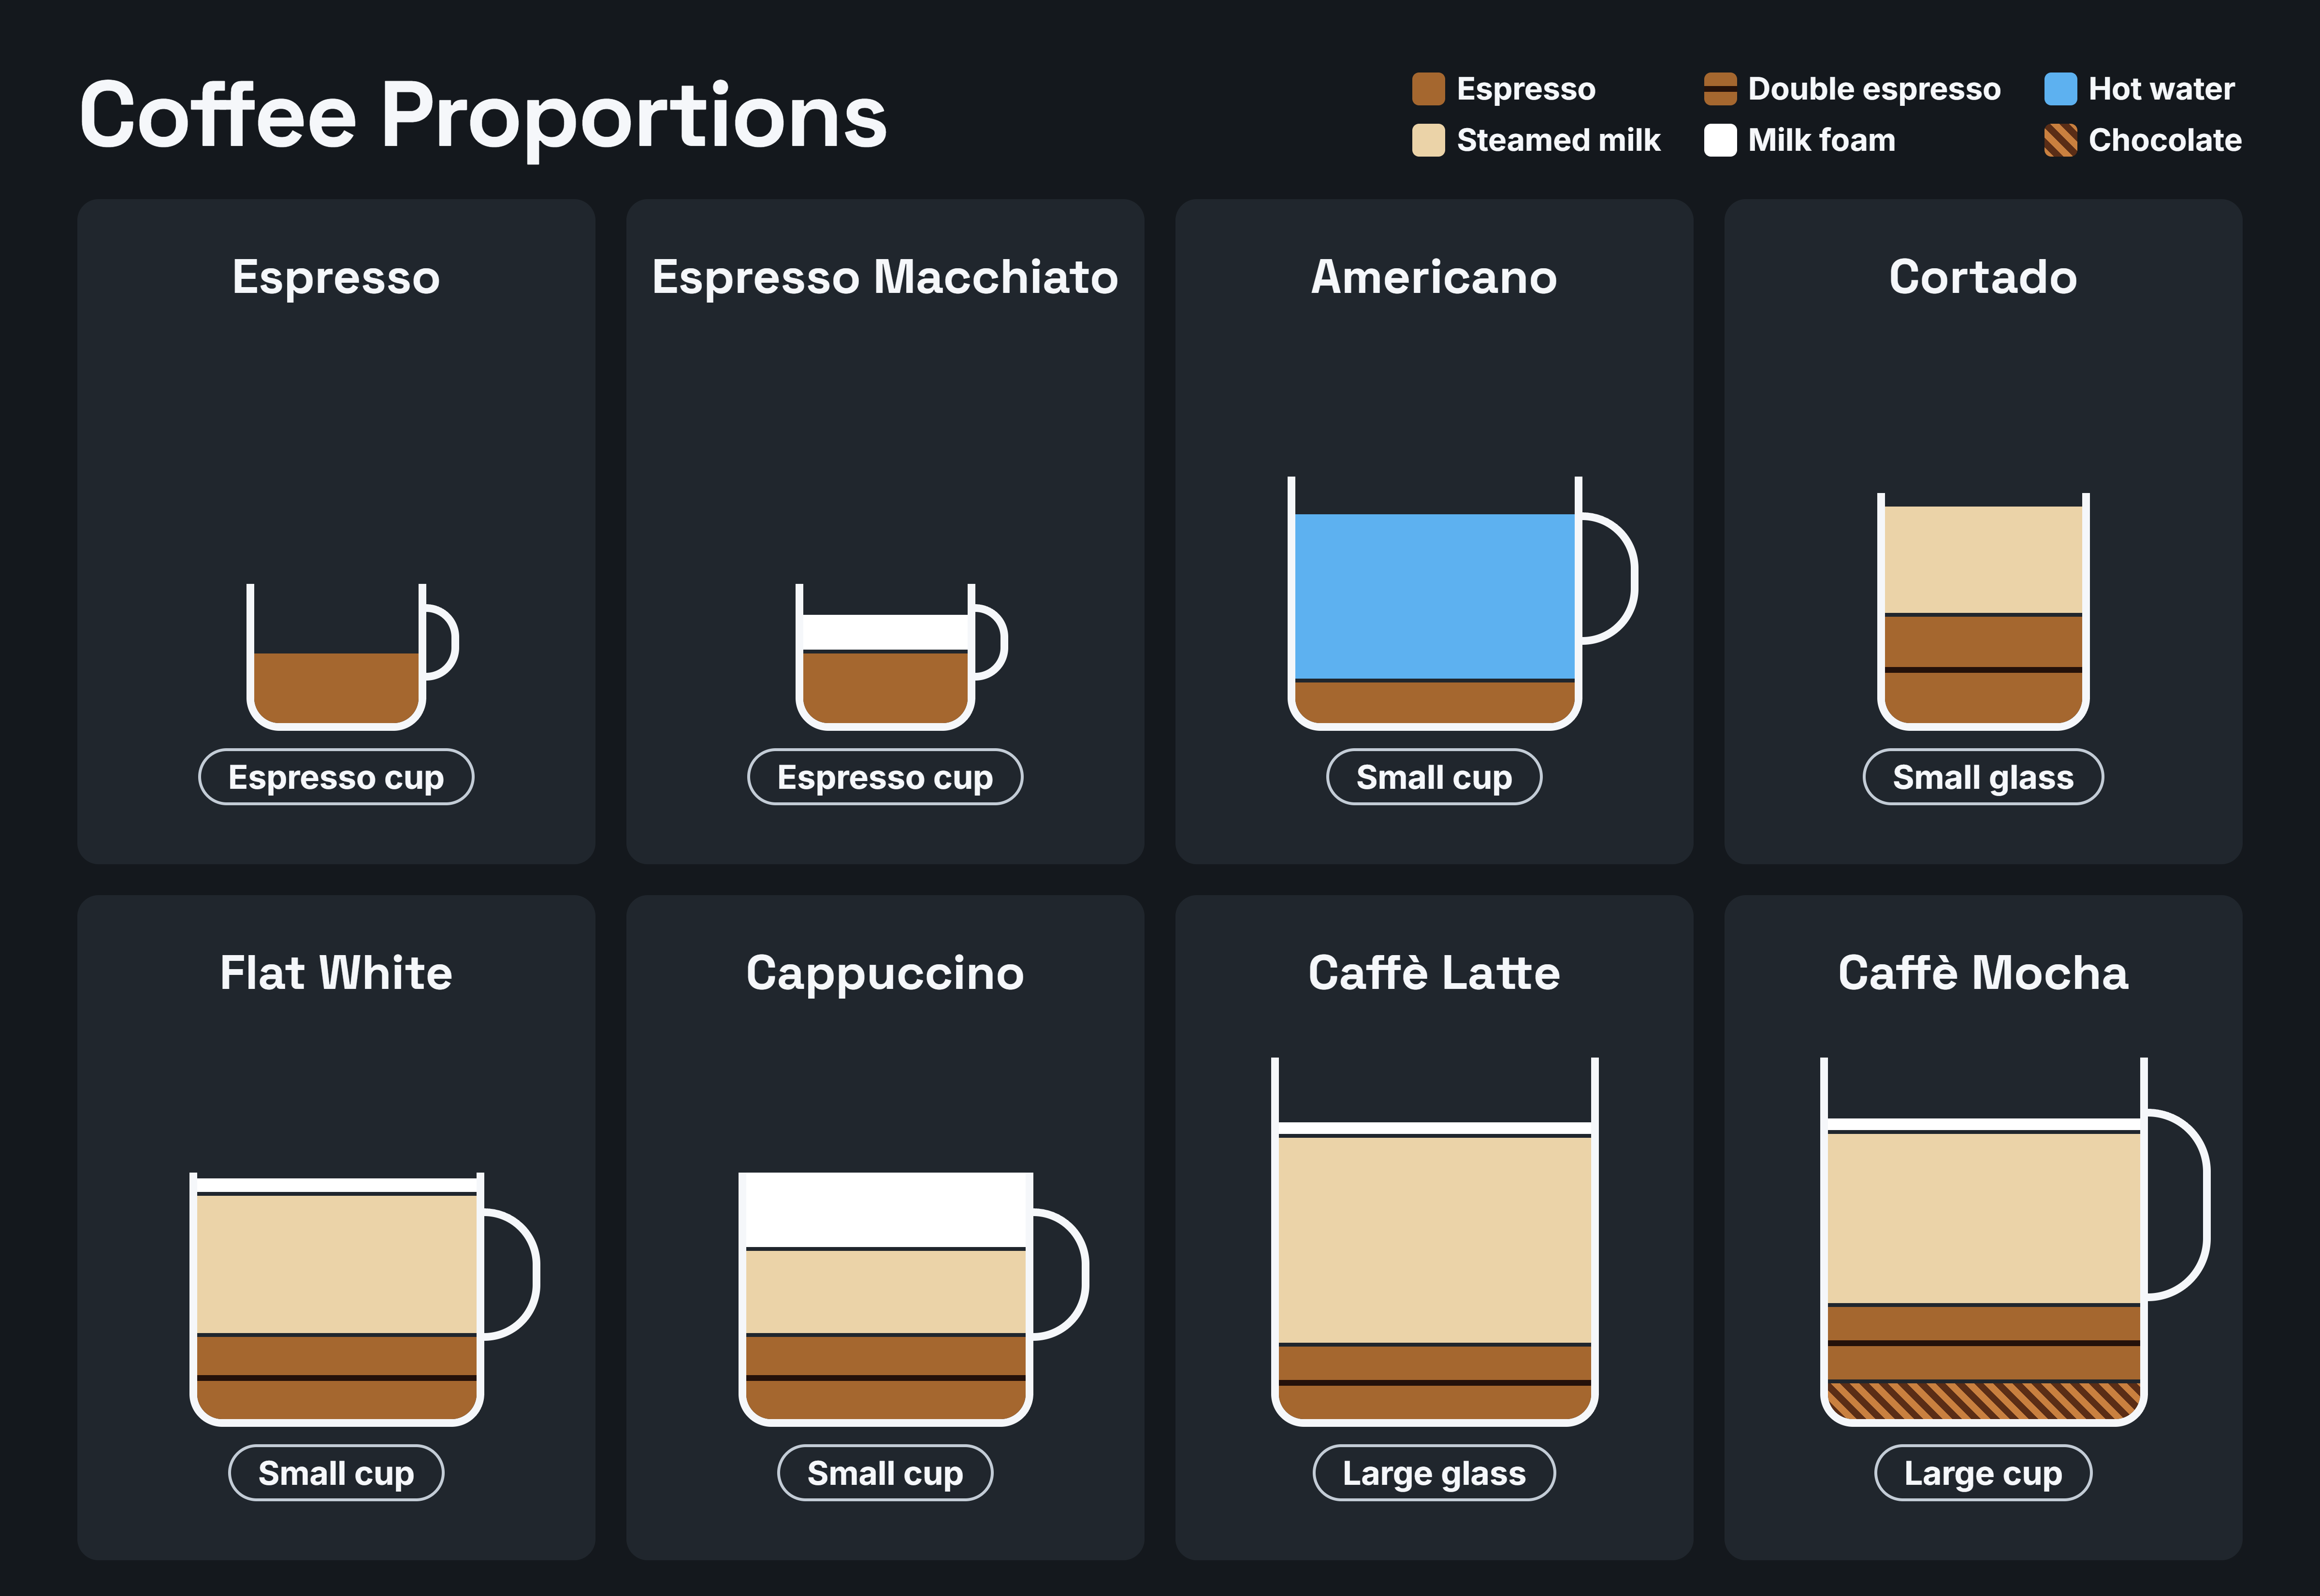 Coffee Proportions
Espresso
Double espresso
Hot water
Steamed milk
Milk foam
Chocolate
Espresso
Espresso Macchiato
Americano
Cortado
Espresso cup
Espresso cup
Small cup
Small glass
Flat White
Cappuccino
Caffè Latte
Caffè Mocha
Small cup
Small cup
Large glass
Large cup